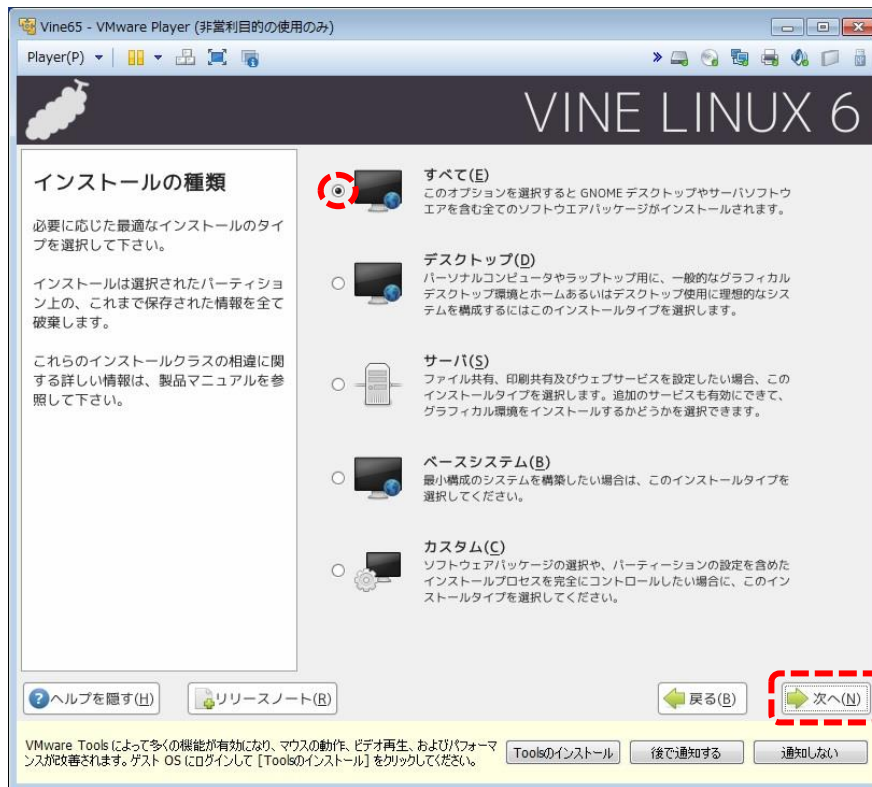 Vine65 - VMware Player (非営利目的の使用のみ)
Player(P)
VINE LINUX 6
インストールの種類
必要に応じた最適なインストールのタイ
プを選択して下さい。
インストールは選択されたパーティショ
ン上の、これまで保存された情報を全て
破棄します。
これらのインストールクラスの相違に関
する詳しい情報は、製品マニュアルを参
照して下さい。
すべて(E)
このオプションを選択すると GNOME デスクトップやサーバソフトウ
エアを含む全てのソフトウエアパッケージがインストールされます。
デスクトップ(D)
パーソナルコンピュータやラップトップ用に、一般的なグラフィカル
デスクトップ環境とホームあるいはデスクトップ使用に理想的なシス
テムを構成するにはこのインストールタイプを選択します。
サーバ(S)
ファイル共有、印刷共有及びウェブサービスを設定したい場合、この
インストールタイプを選択します。追加のサービスも有効にできて、
グラフィカル環境をインストールするかどうかを選択できます。
ベースシステム(B)
最小構成のシステムを構築したい場合は、このインストールタイプを
選択してください。
カスタム(C)
ソフトウェアパッケージの選択や、パーティーションの設定を含めた
インストールプロセスを完全にコントロールしたい場合に、このイン
ストールタイプを選択してください。
ヘルプを隠す(H)
リリースノート(R)
戻る(B)
次へ(N)
VMware Tools によって多くの機能が有効になり、マウスの動作、ビデオ再生、およびパフォーマ
ンスが改善されます。ゲスト OS にログインして [Toolsのインストール] をクリックしてください。
Toolsのインストール
後で通知する
通知しない